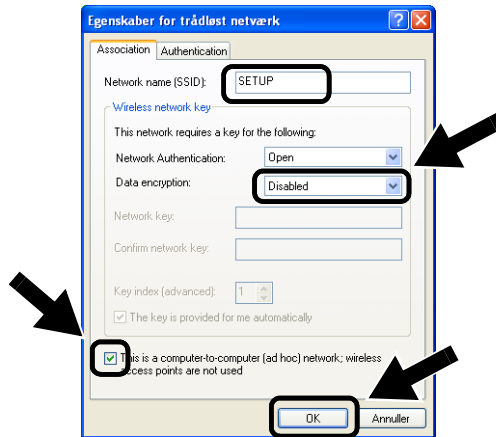 Egenskaber for trådløst netværk
Association Authentication
Network name (SSID): SETUP
Wireless network key
This network requires a key for the following:
Network Authentication: Open
Data encryption: Disabled
Network key:
Confirm network key:
Key index (advanced): 1
The key is provided for me automatically
This is a computer-to-computer (ad hoc) network; wireless
access points are not used
OK Annuller